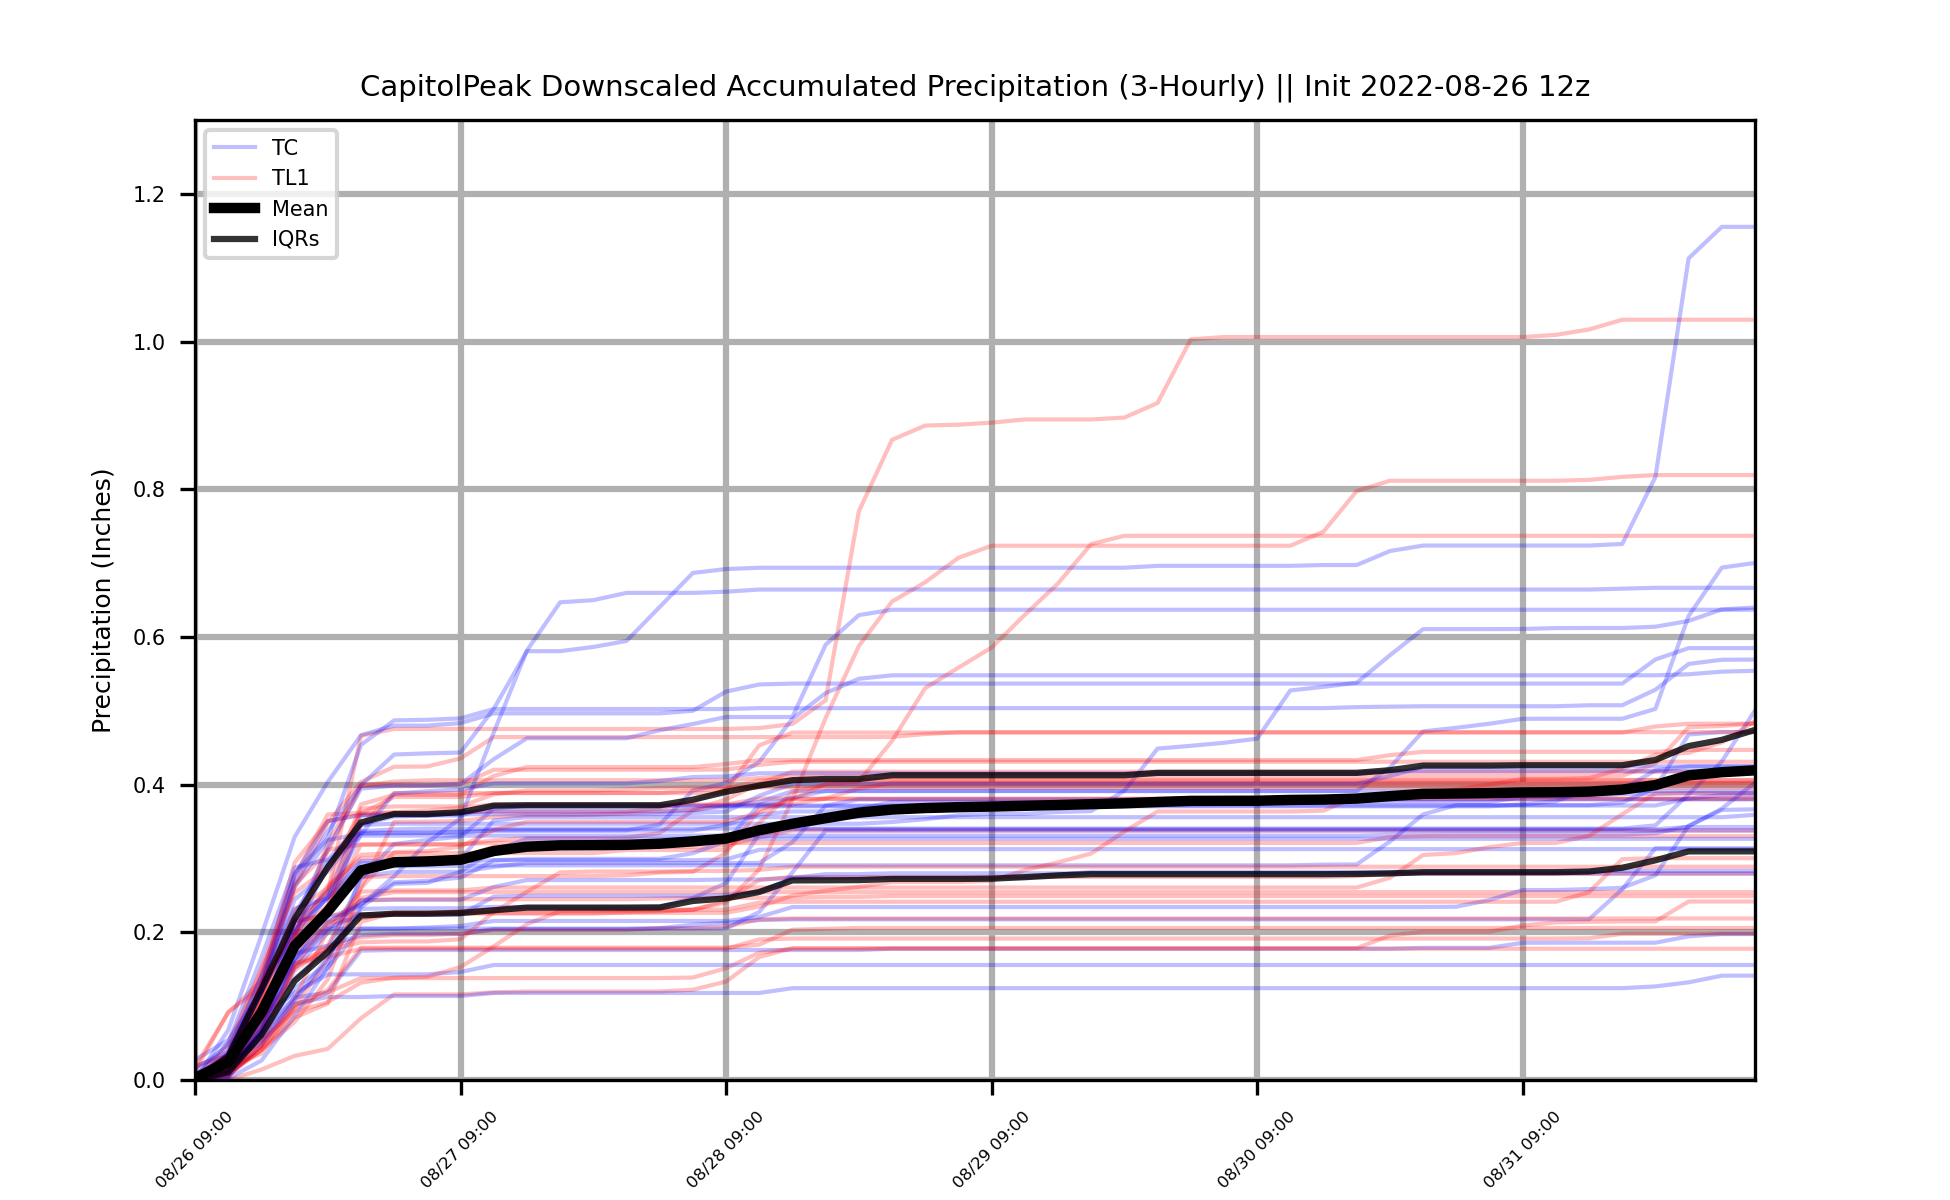 CapitolPeak Downscaled Accumulated Precipitation (3-Hourly) || Init 2022-08-26 12z
TC
TL1
Mean
IQRs
Precipitation (Inches)
1.2
1.0
0.8
0.6
0.4
0.2
0.0
08/26 09:00
08/27 09:00
08/28 09:00
08/29 09:00
08/30 09:00
08/31 09:00